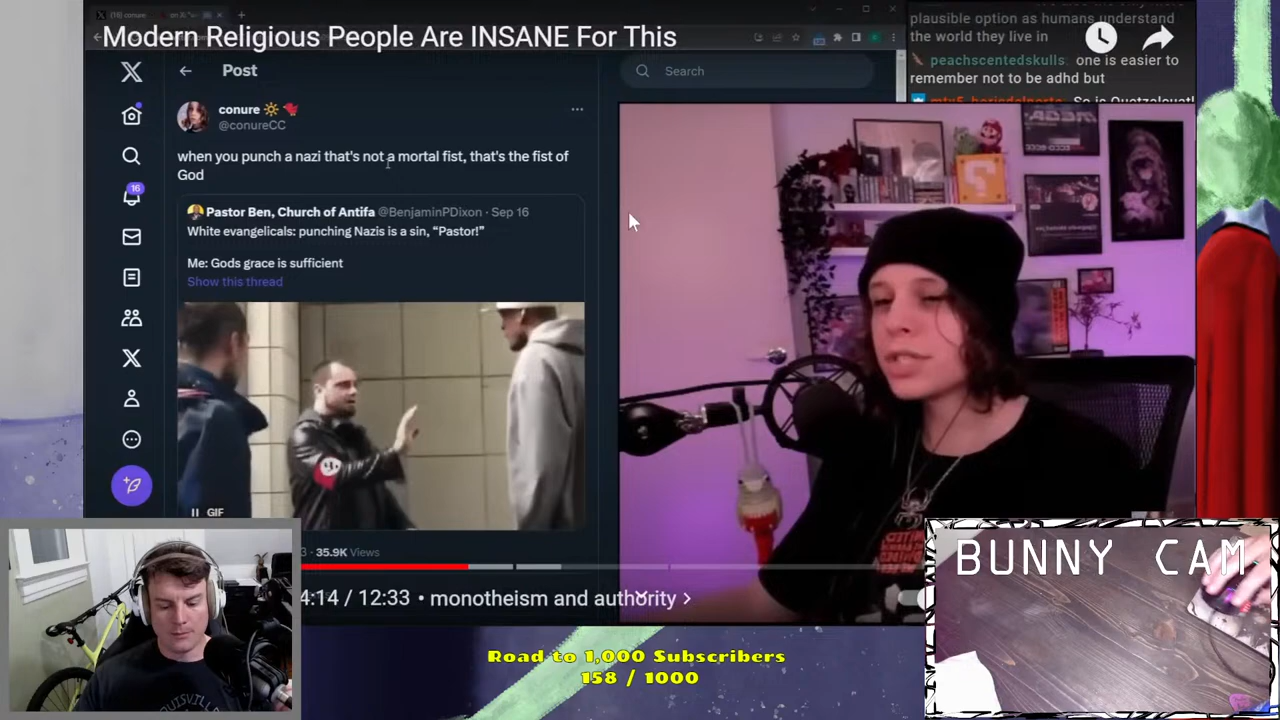 Modern Religious People Are INSANE For This
plausible option as humans understand
the world they live in
peachscentedskulls: one is easier to
remember not to be adhd but
Post
Search
conure
@conureCC
when you punch a nazi that's not a mortal fist, that's the fist of
God
Pastor Ben, Church of Antifa @BenjaminPDixon · Sep 16
White evangelicals: punching Nazis is a sin, “Pastor!”
Me: Gods grace is sufficient
Show this thread
16
GIF
35.9K Views
4:14 / 12:33 • monotheism and authority >
BUNNY CAM
Road to 1,000 Subscribers
158 / 1000